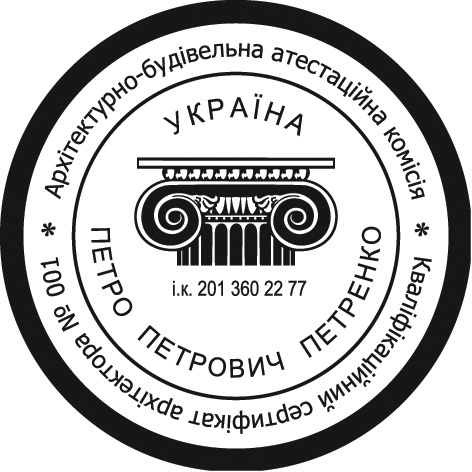 Архітектурно-будівельна атестаційна комісія
* Кваліфікаційний сертифікат архітектора № 001 *
УКРАЇНА
і.к. 201 360 22 77
ПЕТРО ПЕТРОВИЧ ПЕТРЕНКО